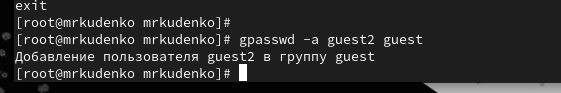 exit
[root@mrkudenko mrkudenko]#
[root@mrkudenko mrkudenko]# gpasswd -a guest2 guest
Добавление пользователя guest2 в группу guest
[root@mrkudenko mrkudenko]#